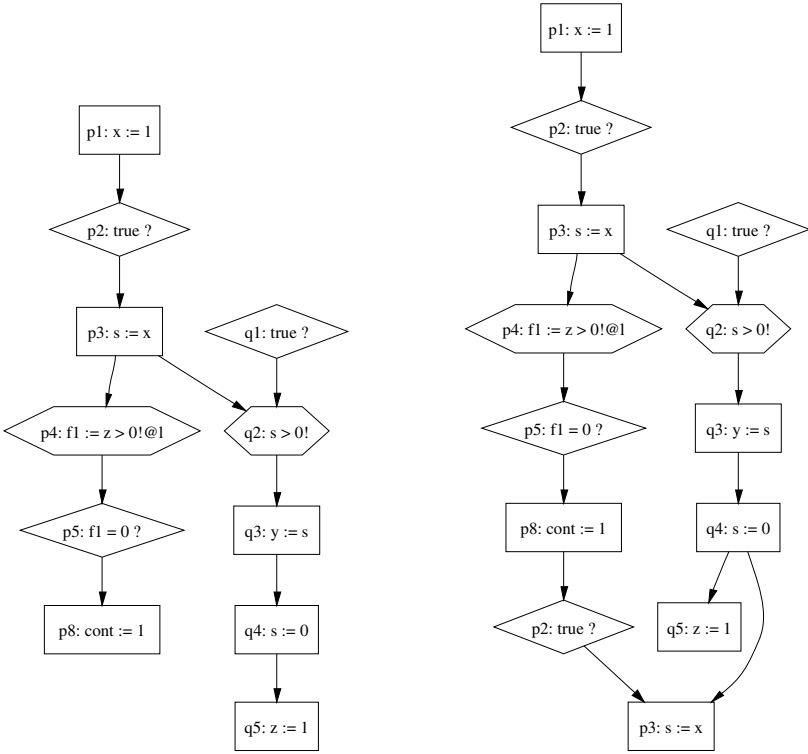 p1: x := 1
p2: true ?
p3: s := x
q1: true ?
p4: f1 := z > 0!@l
q2: s > 0!
p5: f1 = 0 ?
q3: y := s
p8: cont := 1
q4: s := 0
q5: z := 1
p1: x := 1
p2: true ?
p3: s := x
q1: true ?
p4: f1 := z > 0!@l
q2: s > 0!
p5: f1 = 0 ?
q3: y := s
p8: cont := 1
q4: s := 0
p2: true ?
q5: z := 1
p3: s := x